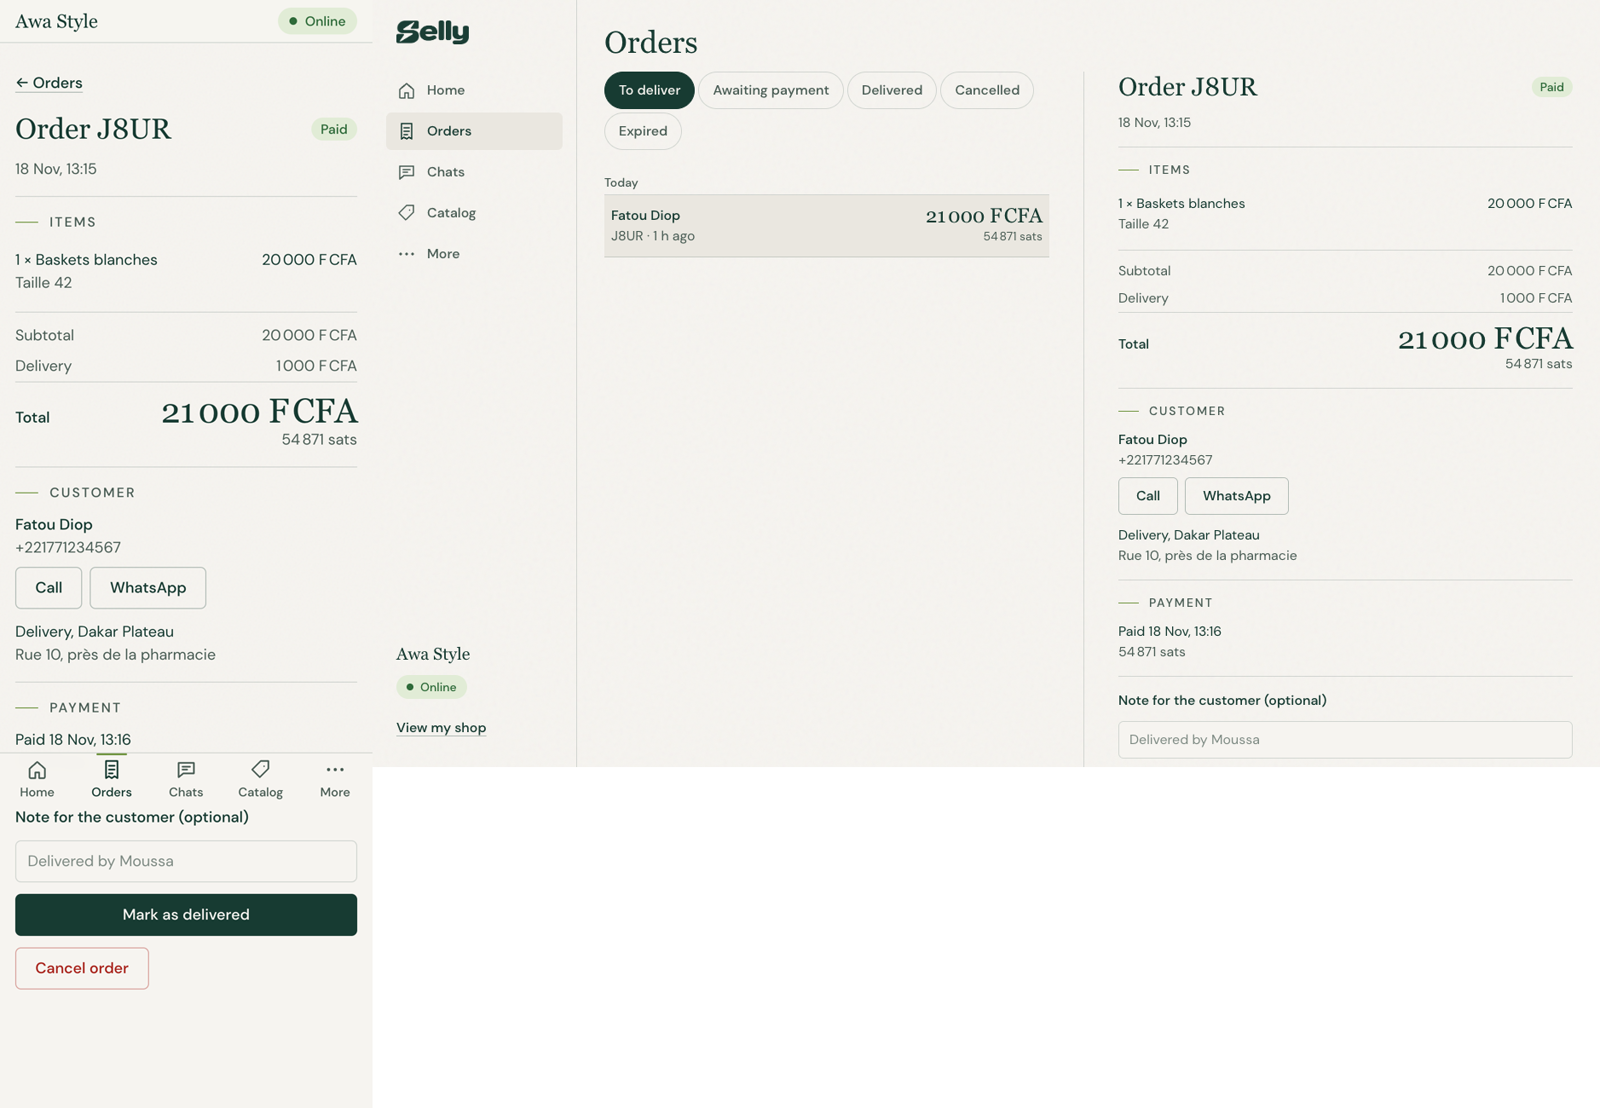 Awa Style
Online
← Orders
Order J8UR
Paid
18 Nov, 13:15
ITEMS
1 × Baskets blanches 20 000 F CFA
Taille 42
Subtotal 20 000 F CFA
Delivery 1 000 F CFA
Total 21 000 F CFA
54 871 sats
CUSTOMER
Fatou Diop
+221771234567
Call WhatsApp
Delivery, Dakar Plateau
Rue 10, près de la pharmacie
PAYMENT
Paid 18 Nov, 13:16
Home Orders Chats Catalog More
Note for the customer (optional)
Delivered by Moussa
Mark as delivered
Cancel order
Selly
Home
Orders
Chats
Catalog
More
Awa Style
Online
View my shop
Orders
To deliver Awaiting payment Delivered Cancelled
Expired
Today
Fatou Diop 21 000 F CFA
J8UR · 1 h ago 54 871 sats
Order J8UR Paid
18 Nov, 13:15
ITEMS
1 × Baskets blanches 20 000 F CFA
Taille 42
Subtotal 20 000 F CFA
Delivery 1 000 F CFA
Total 21 000 F CFA
54 871 sats
CUSTOMER
Fatou Diop
+221771234567
Call WhatsApp
Delivery, Dakar Plateau
Rue 10, près de la pharmacie
PAYMENT
Paid 18 Nov, 13:16
54 871 sats
Note for the customer (optional)
Delivered by Moussa